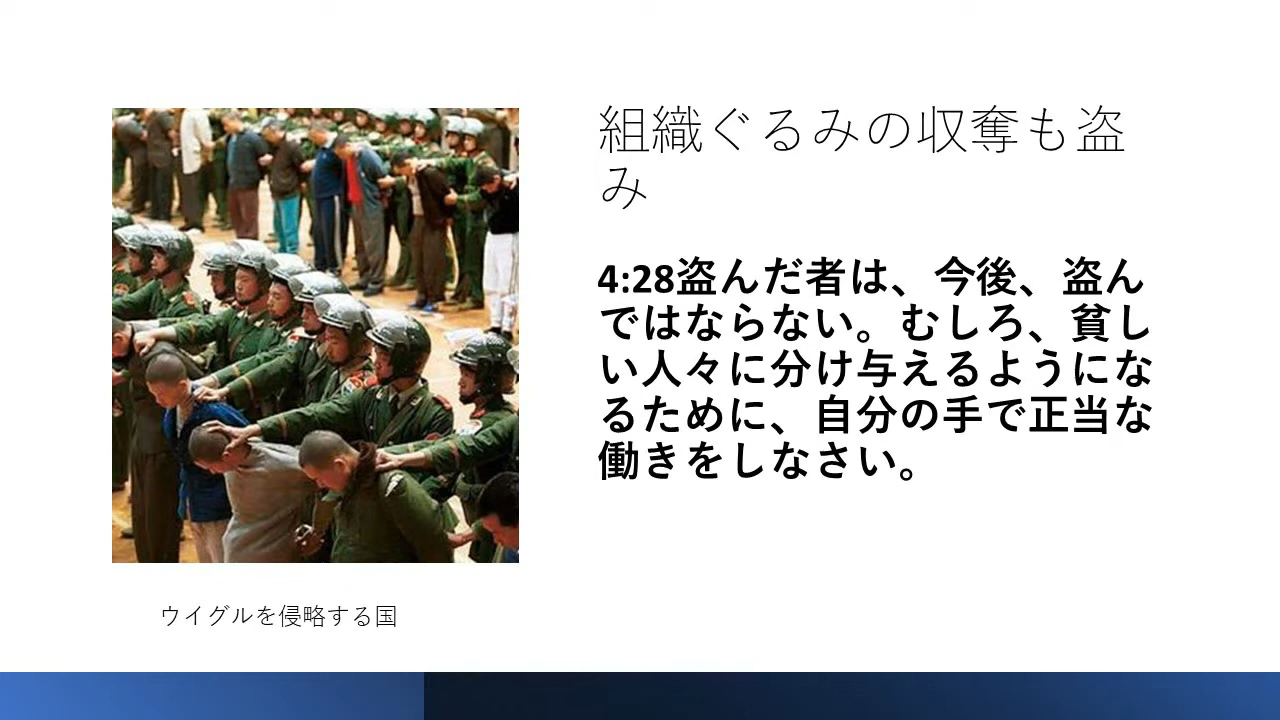 組織ぐるみの収奪も盗
み
4:28盗んだ者は、今後、盗ん
ではならない。むしろ、貧し
い人々に分け与えるようにな
るために、自分の手で正当な
働きをしなさい。
ウイグルを侵略する国